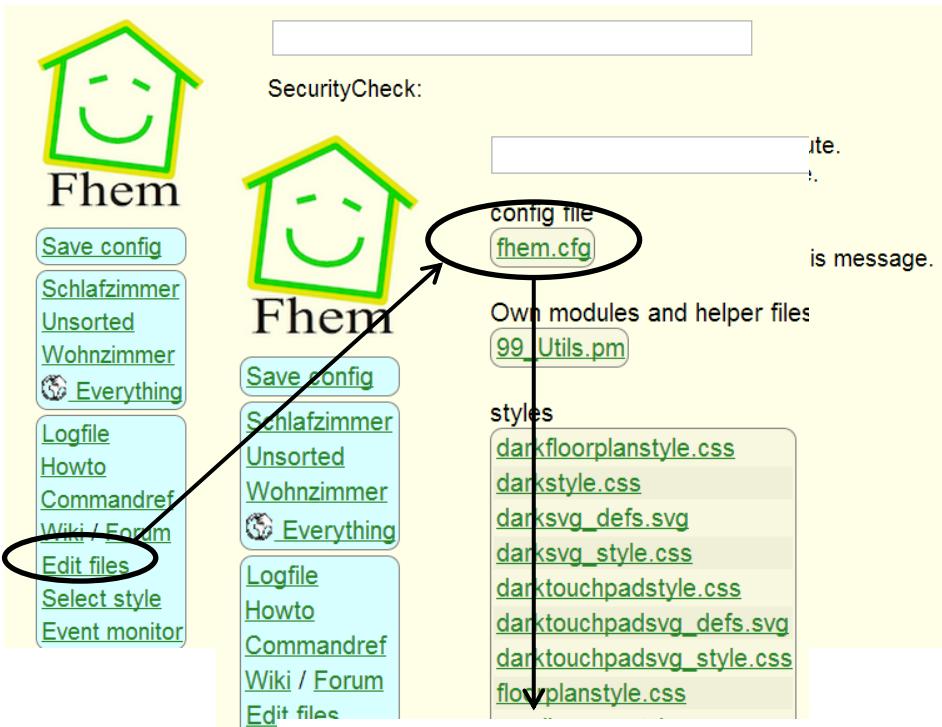 SecurityCheck:
Fhem
Save config
Schlafzimmer
Unsorted
Wohnzimmer
Everything
Logfile
Howto
Commandref
Wiki / Forum
Edit files
Select style
Event monitor
is message.
Fhem
Save config
Schlafzimmer
Unsorted
Wohnzimmer
Everything
Logfile
Howto
Commandref
Wiki / Forum
Edit files
config file
fhem.cfg
Own modules and helper files
99_Utils.pm
styles
darkfloorplanstyle.css
darkstyle.css
darksvg_defs.svg
darksvg_style.css
darktouchpadstyle.css
darktouchpadsvg_defs.svg
darktouchpadsvg_style.css
floorplanstyle.css